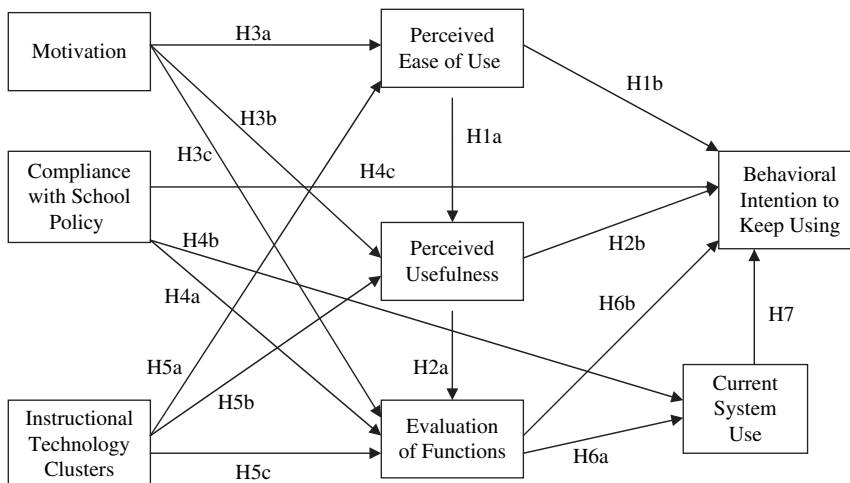 Motivation
H3a
Perceived
Ease of Use
H1b
H3b
H3c
H1a
Compliance
with School
Policy
H4c
Behavioral
Intention to
Keep Using
H4b
Perceived
Usefulness
H2b
H4a
H6b
H7
H5a
H2a
H5b
Current
System
Use
Instructional
Technology
Clusters
Evaluation
of Functions
H5c
H6a